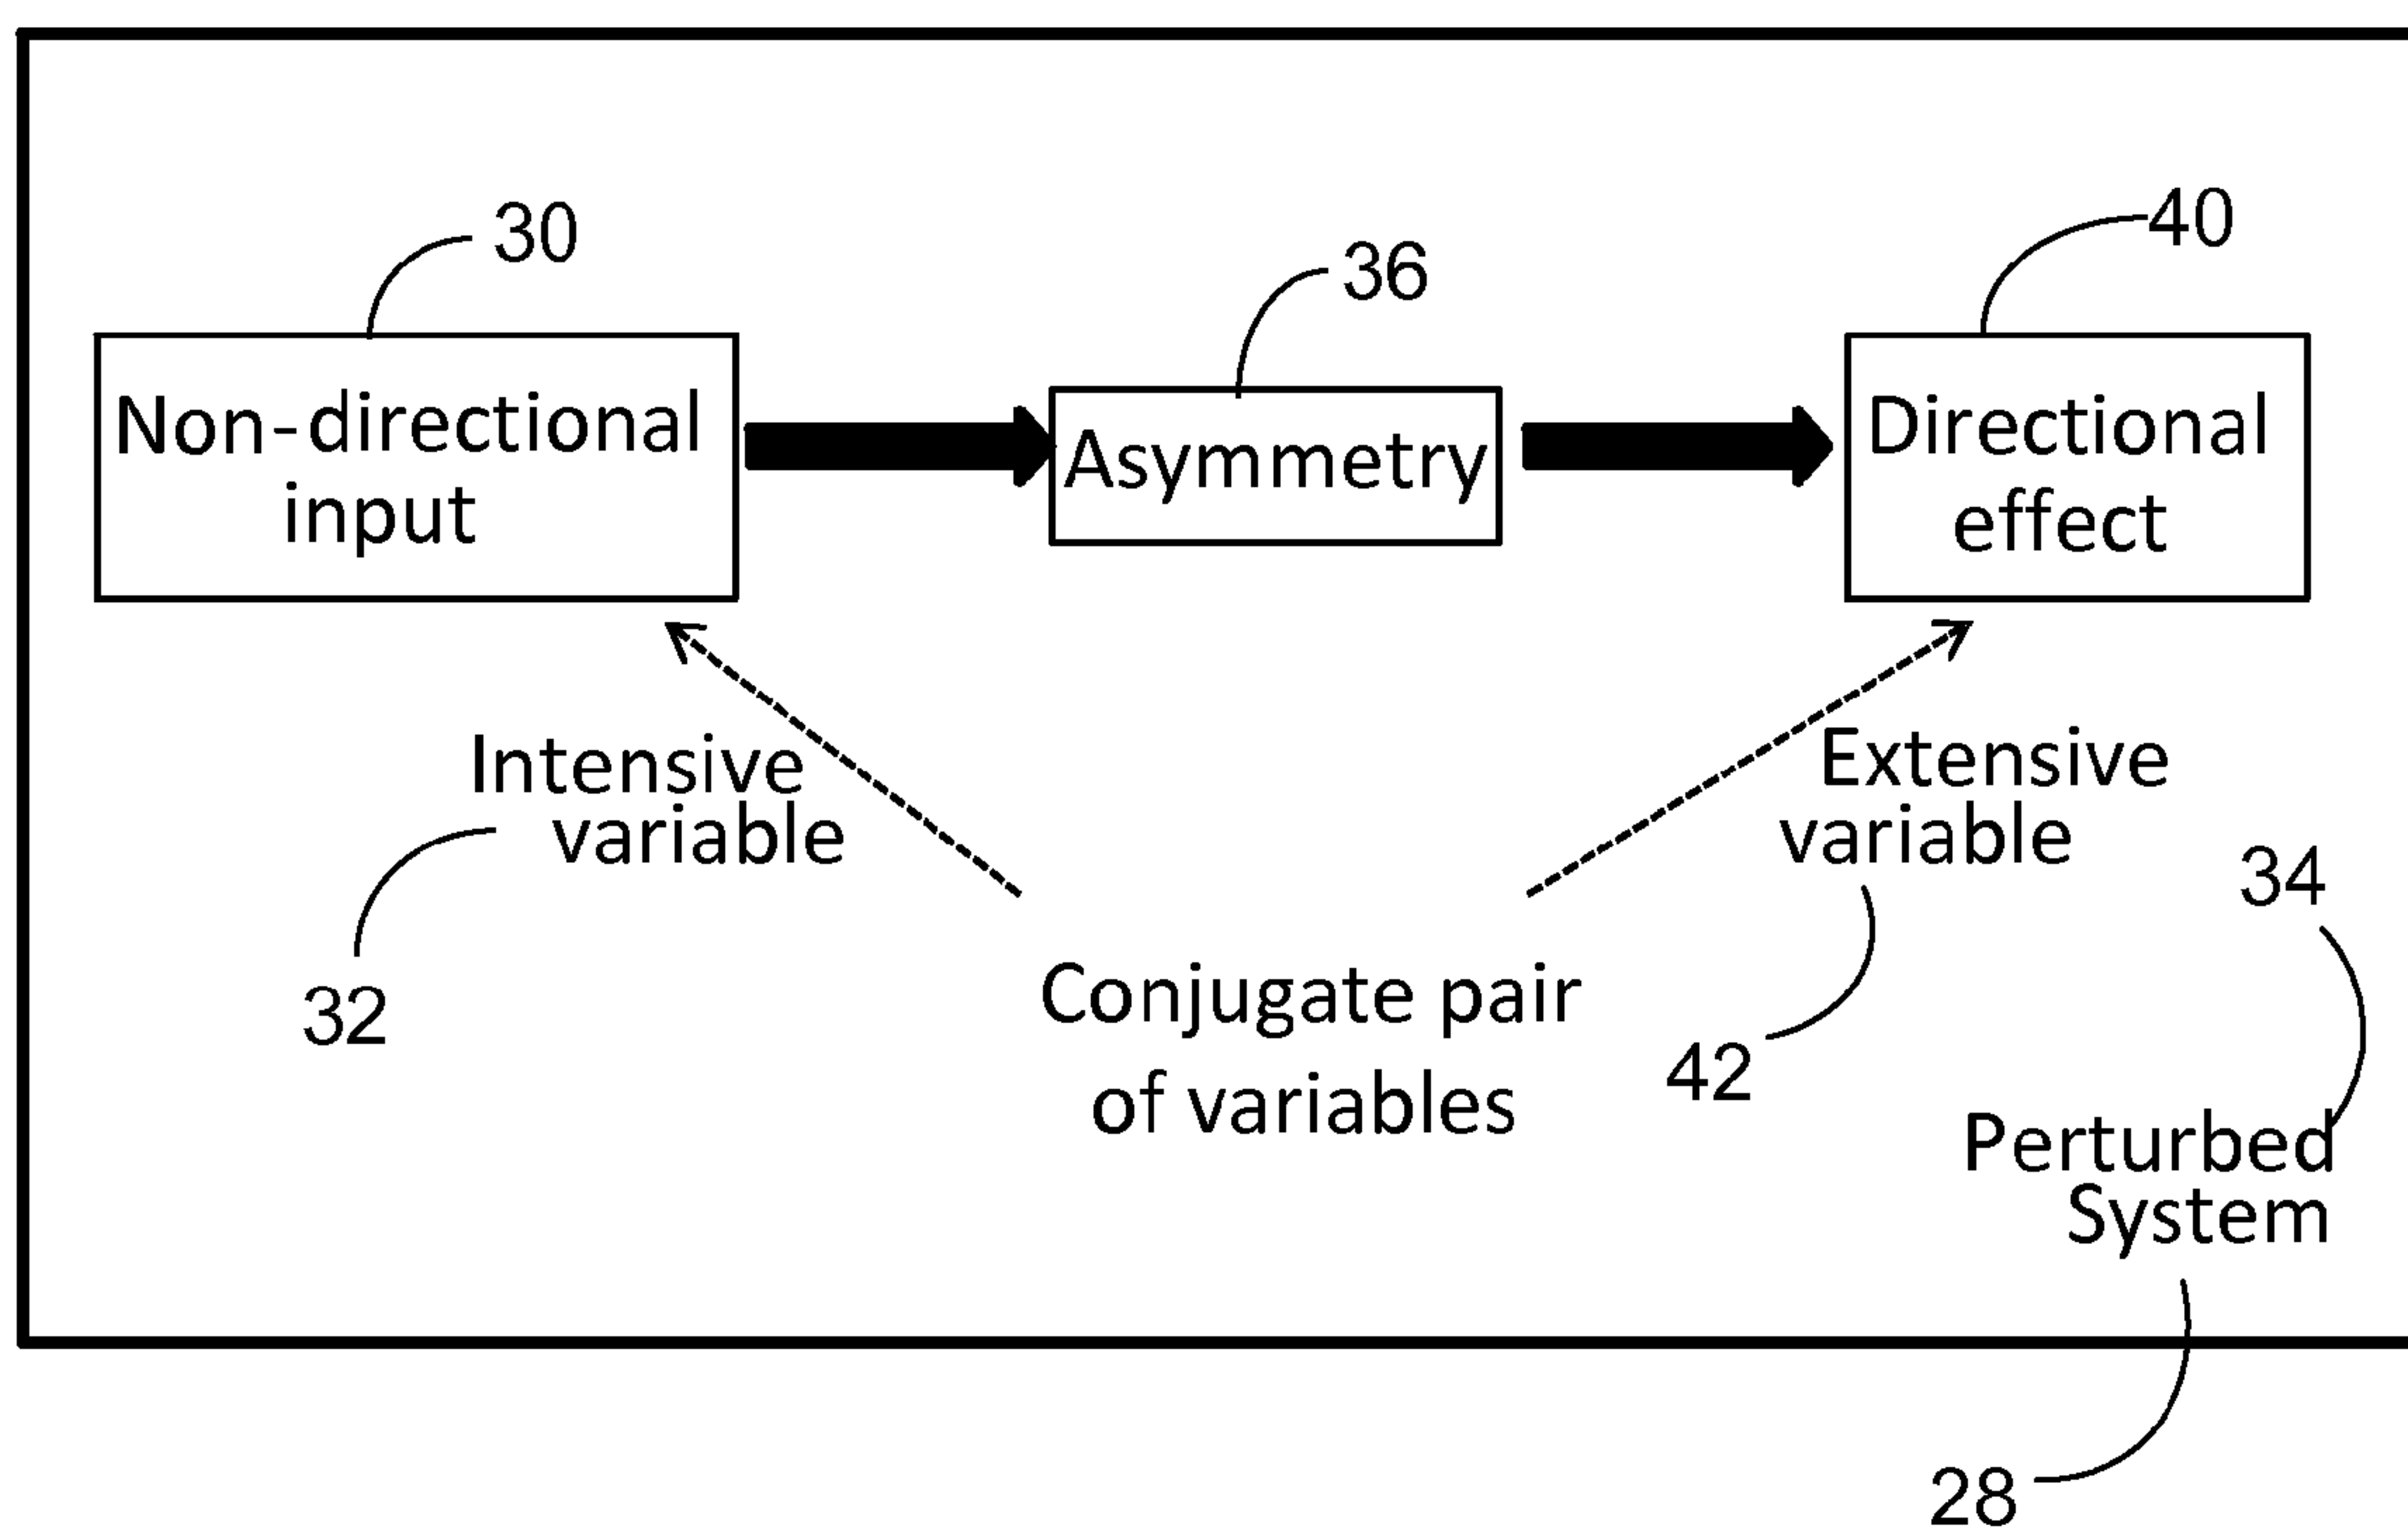 30
36
40
Non-directional
input
Asymmetry
Directional
effect
Intensive
variable
32
Extensive
variable
42
34
Conjugate pair
of variables
Perturbed
System
28